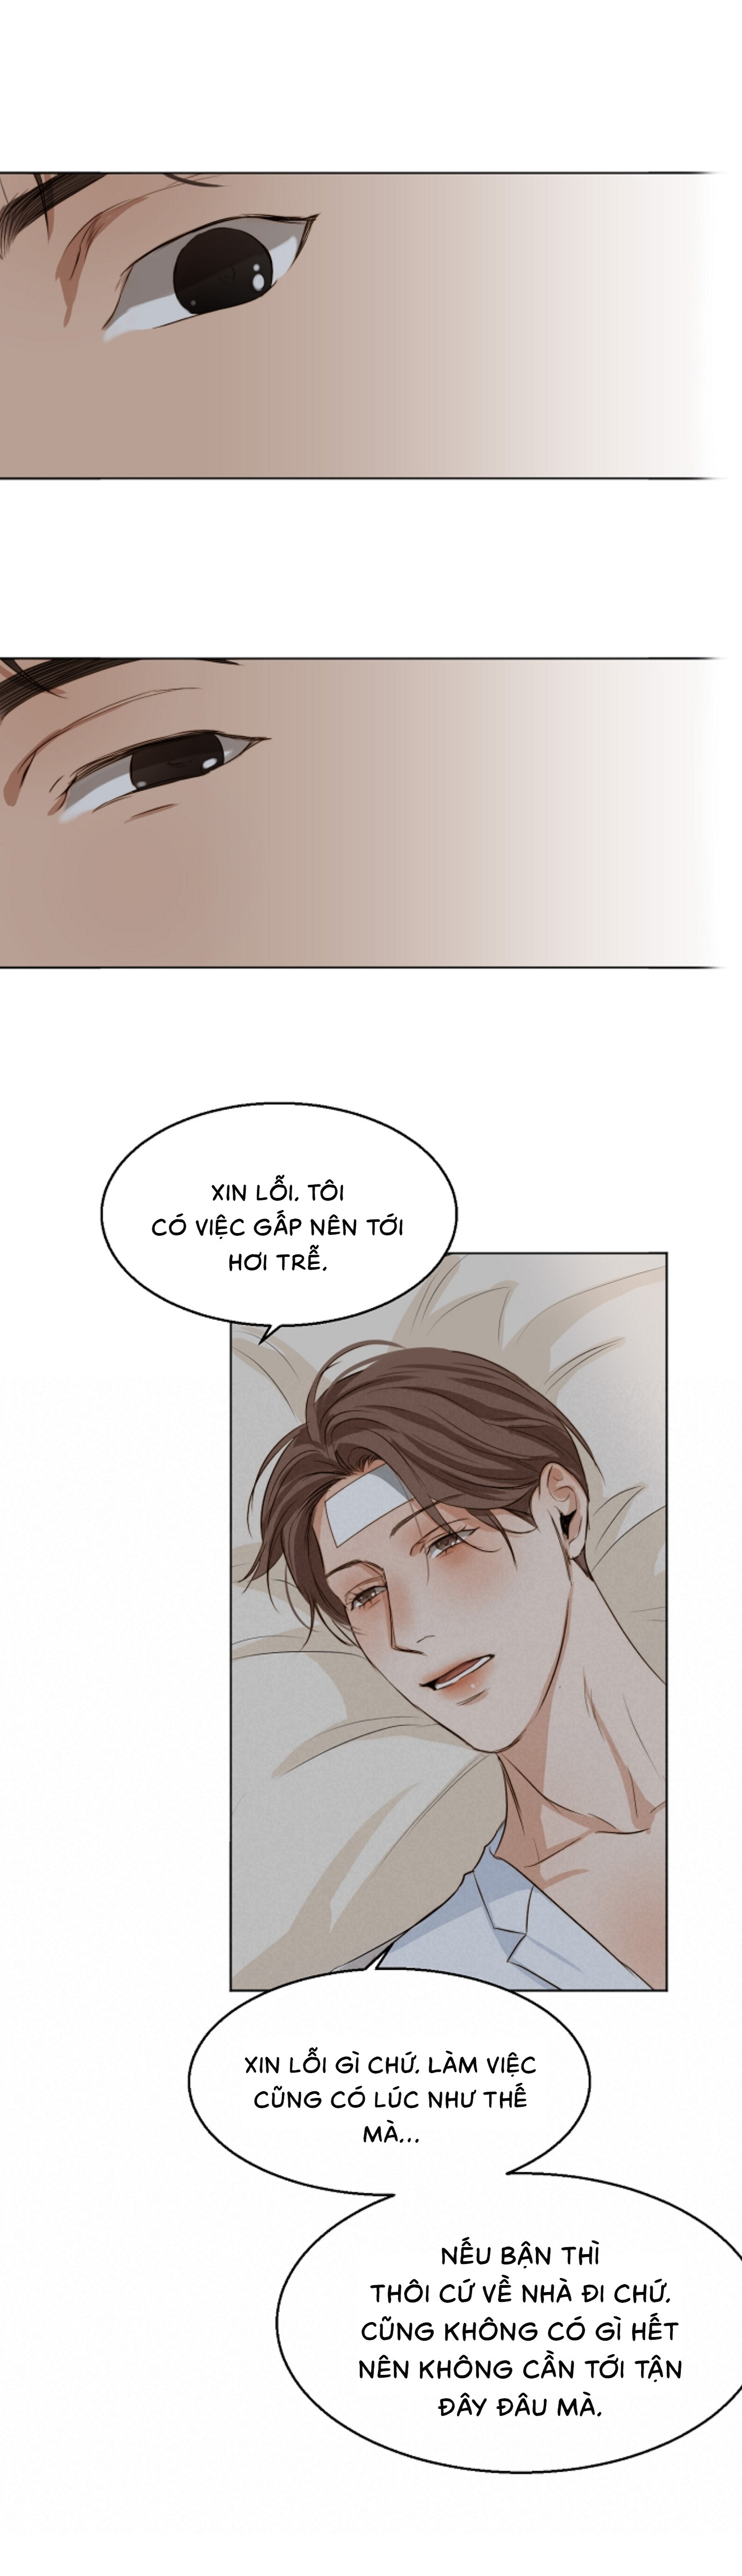 XIN LỖI. TÔI
CÓ VIỆC GẤP NÊN TỚI
HƠI TRỄ.
XIN LỖI GÌ CHỨ. LÀM VIỆC
CŨNG CÓ LÚC NHƯ THẾ
MÀ...
NẾU BẬN THÌ
THÔI CỨ VỀ NHÀ ĐI CHỨ.
CŨNG KHÔNG CÓ GÌ HẾT
NÊN KHÔNG CẦN TỚI TẬN
ĐÂY ĐÂU MÀ.